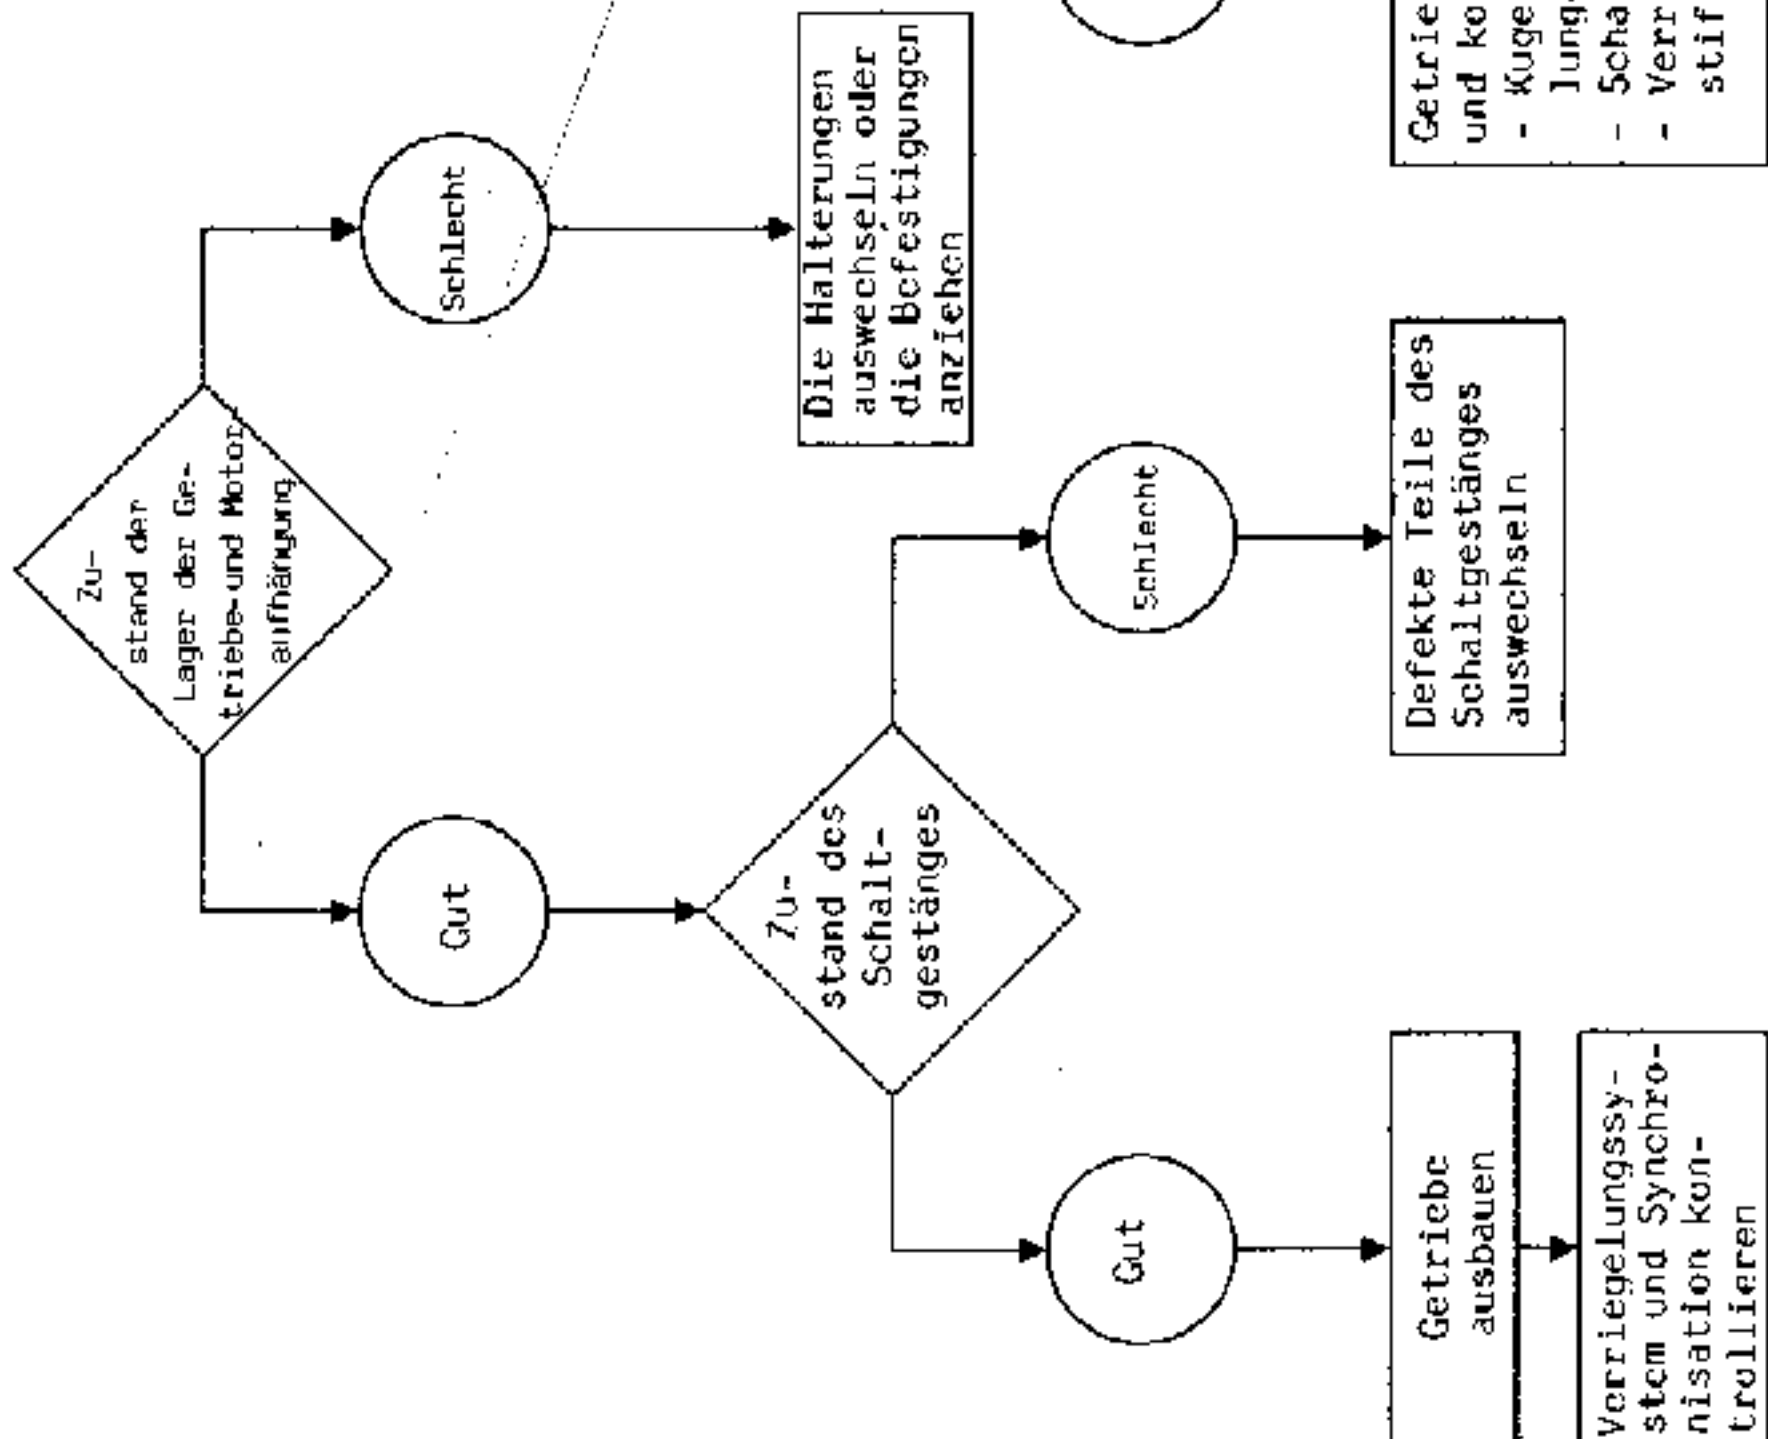 Zu-
stand der
Lager der Ge-
triebe-und Motor
aufhängung
Schlecht
Die Halterungen
auswechseln oder
die Befestigungen
anziehen
Gut
Zu-
stand des
Schalt-
gestänges
Schlecht
Defekte Teile des
Schaltgestänges
auswechseln
Gut
Getriebe
ausbauen
Verriegelungssy-
stem und Synchro-
nisation kon-
trollieren
Getrie
und ko
- Kuge
lung
- Scha
- Verr
stif